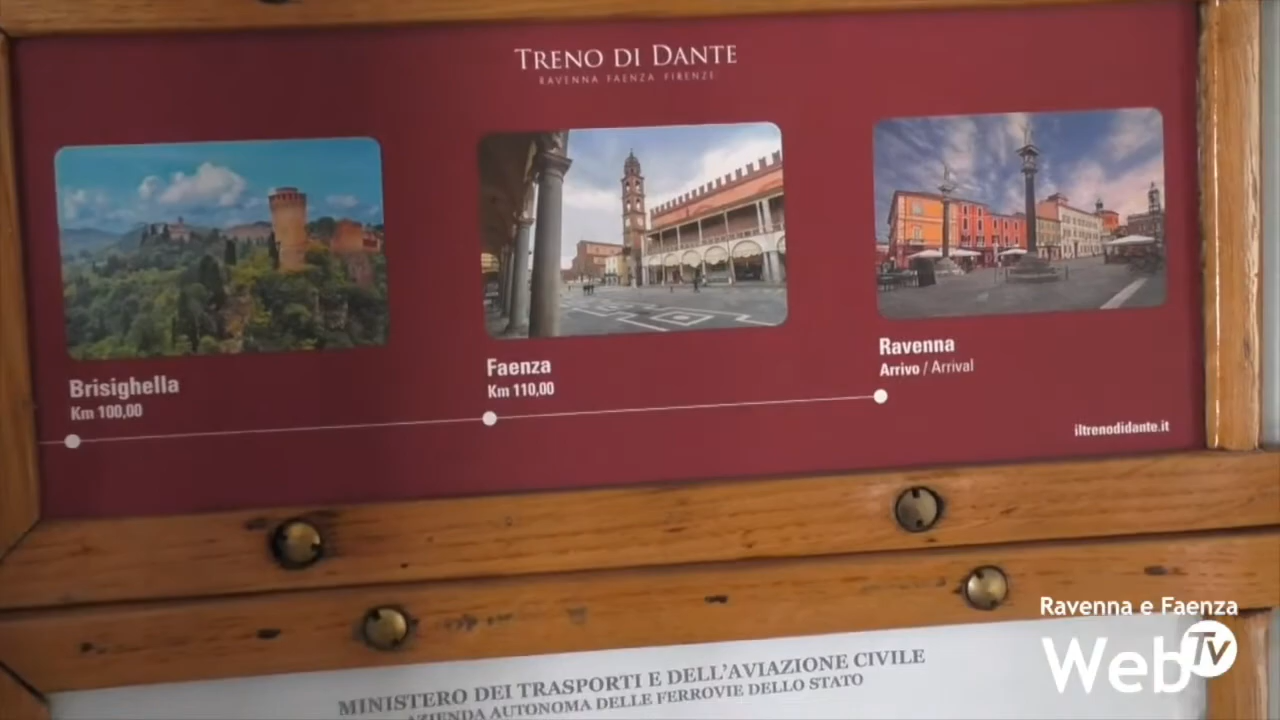 TRENO DI DANTE
RAVENNA FAENZA FIRENZE
Brisighella
Km 100,00
Faenza
Km 110,00
Ravenna
Arrivo / Arrival
iltrenodidante.it
Ravenna e Faenza
WebTv
MINISTERO DEI TRASPORTI E DELL'AVIAZIONE CIVILE
AZIENDA AUTONOMA DELLE FERROVIE DELLO STATO